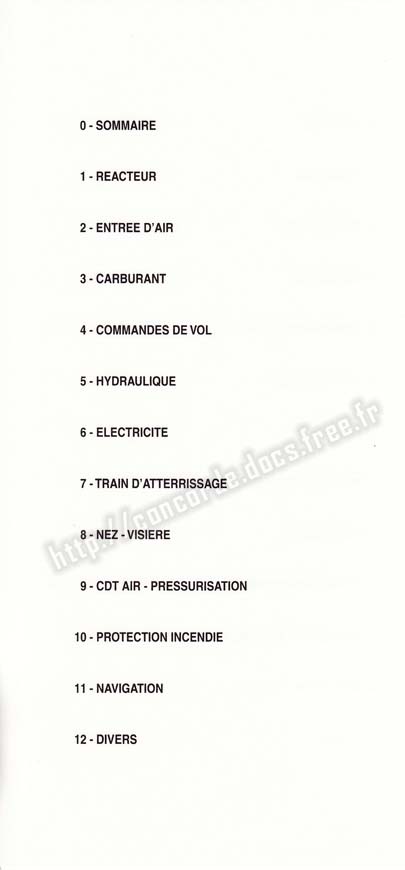 0 - SOMMAIRE
1 - REACTEUR
2 - ENTREE D'AIR
3 - CARBURANT
4 - COMMANDES DE VOL
5 - HYDRAULIQUE
6 - ELECTRICITE
7 - TRAIN D'ATTERRISSAGE
8 - NEZ - VISIERE
9 - CDT AIR - PRESSURISATION
10 - PROTECTION INCENDIE
11 - NAVIGATION
12 - DIVERS
http://concorde.docs.free.fr